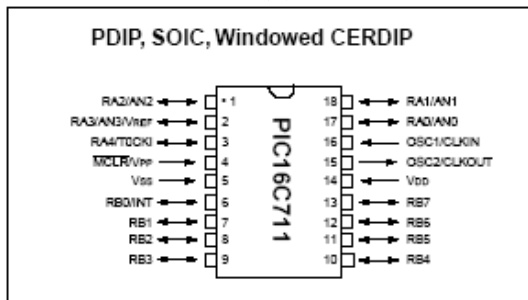 PDIP, SOIC, Windowed CERDIP
RA2/AN2 1 18 RA1/AN1
RA3/AN3/VREF 2 17 RA0/AN0
RA4/T0CKI 3 16 OSC1/CLKIN
MCLR/VPP 4 15 OSC2/CLKOUT
VSS 5 14 VDD
RB0/INT 6 13 RB7
RB1 7 12 RB6
RB2 8 11 RB5
RB3 9 10 RB4
PIC16C711